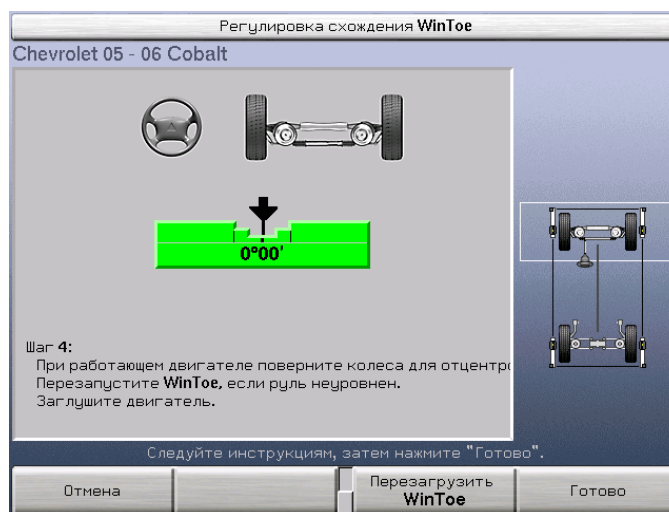 Регулировка схождения WinToe
Chevrolet 05 - 06 Cobalt
0°00'
Шаг 4:
При работающем двигателе поверните колеса для отцентро
Перезапустите WinToe, если руль неуровнен.
Заглушите двигатель.
Следуйте инструкциям, затем нажмите "Готово".
Отмена
Перезагрузить
WinToe
Готово